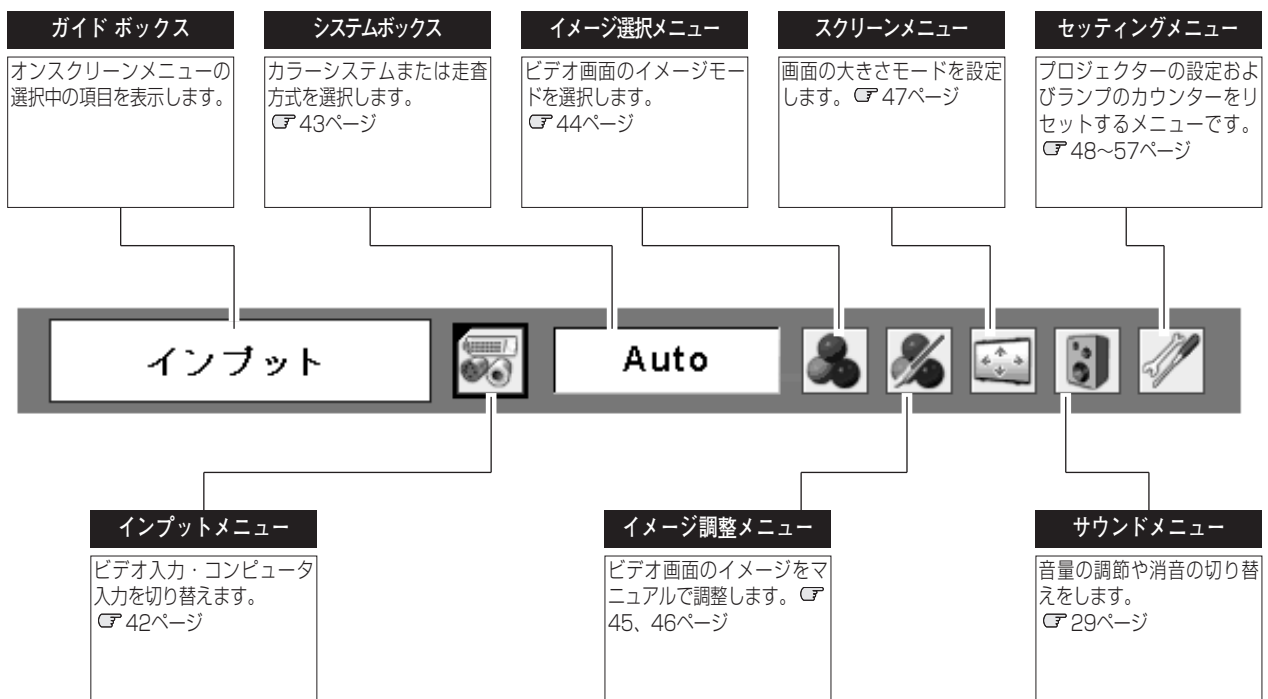 ガイド ボックス
オンスクリーンメニューの
選択中の項目を表示します。
システムボックス
カラーシステムまたは走査
方式を選択します。
☞ 43ページ
イメージ選択メニュー
ビデオ画面のイメージモー
ドを選択します。
☞ 44ページ
スクリーンメニュー
画面の大きさモードを設定
します。☞ 47ページ
セッティングメニュー
プロジェクターの設定およ
びランプのカウンターをリ
セットするメニューです。
☞ 48〜57ページ
インプット
Auto
インプットメニュー
ビデオ入力・コンピュータ
入力を切り替えます。
☞ 42ページ
イメージ調整メニュー
ビデオ画面のイメージをマ
ニュアルで調整します。☞
45、46ページ
サウンドメニュー
音量の調節や消音の切り替
えをします。
☞ 29ページ